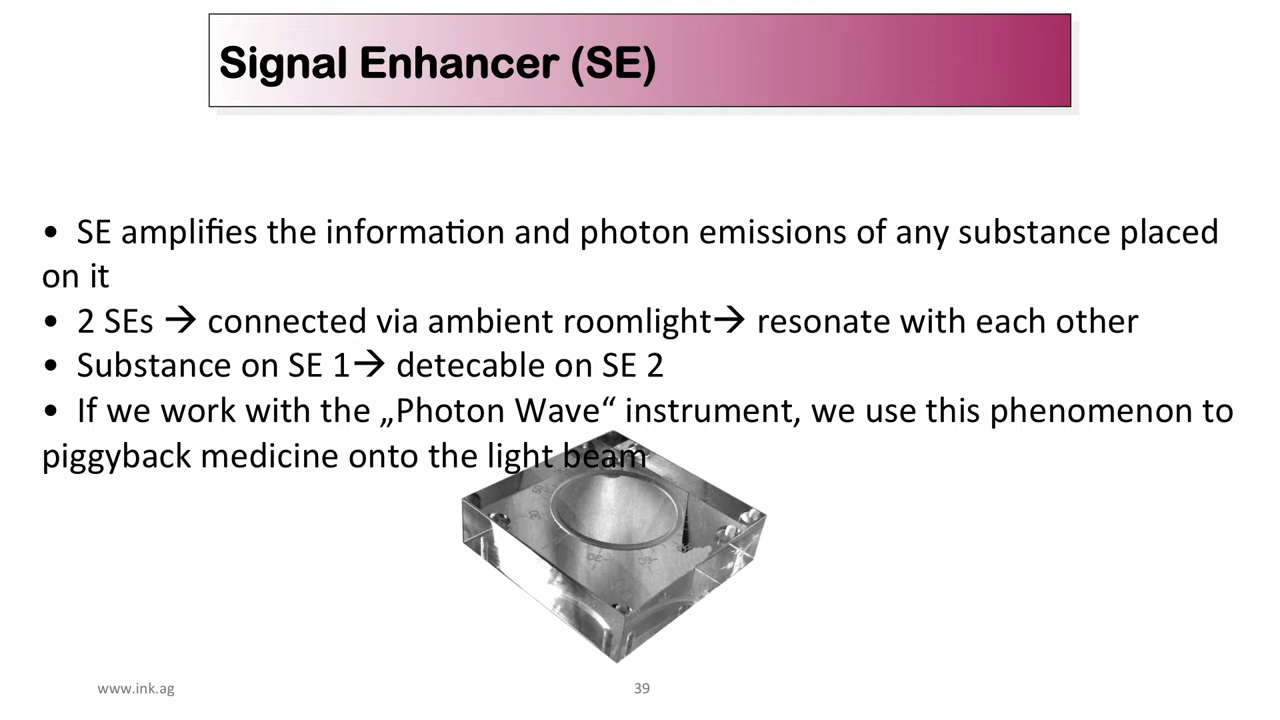 Signal Enhancer (SE)
• SE amplifies the information and photon emissions of any substance placed
on it
• 2 SEs → connected via ambient roomlight→ resonate with each other
• Substance on SE 1→ detecable on SE 2
• If we work with the „Photon Wave“ instrument, we use this phenomenon to
piggyback medicine onto the light beam
www.ink.ag
39